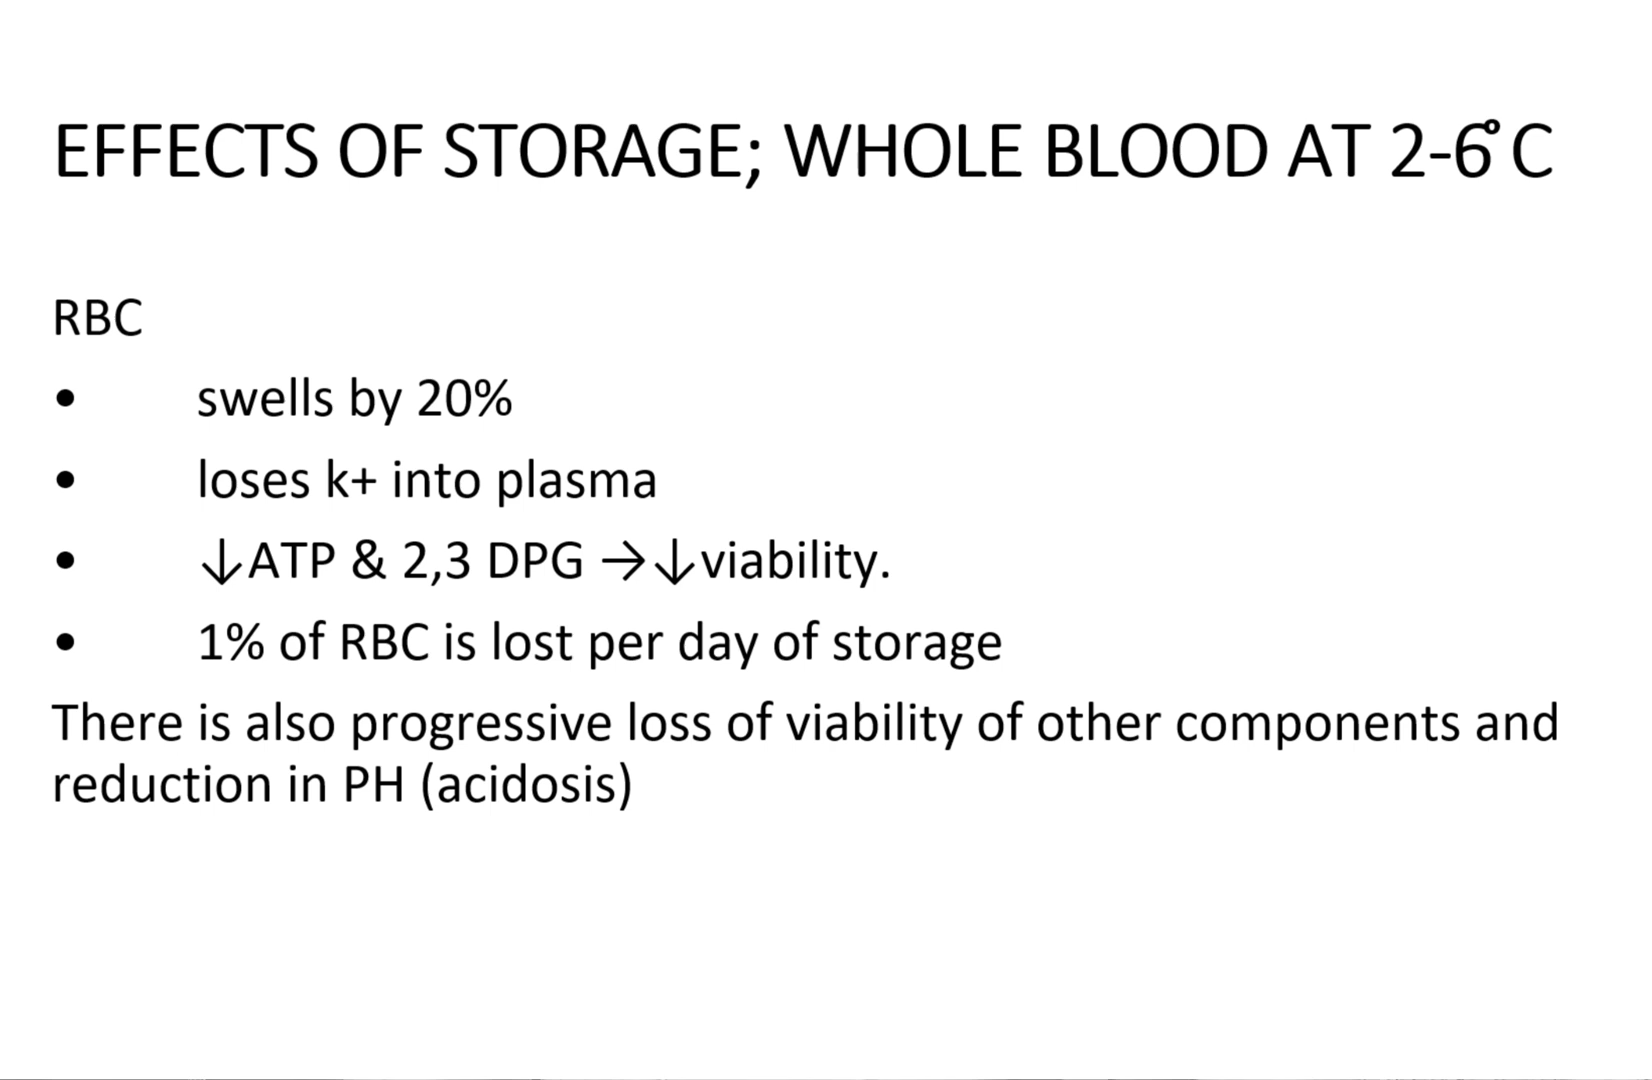 EFFECTS OF STORAGE; WHOLE BLOOD AT 2-6°C
RBC
• swells by 20%
• loses k+ into plasma
• ↓ATP & 2,3 DPG →↓viability.
• 1% of RBC is lost per day of storage
There is also progressive loss of viability of other components and
reduction in PH (acidosis)